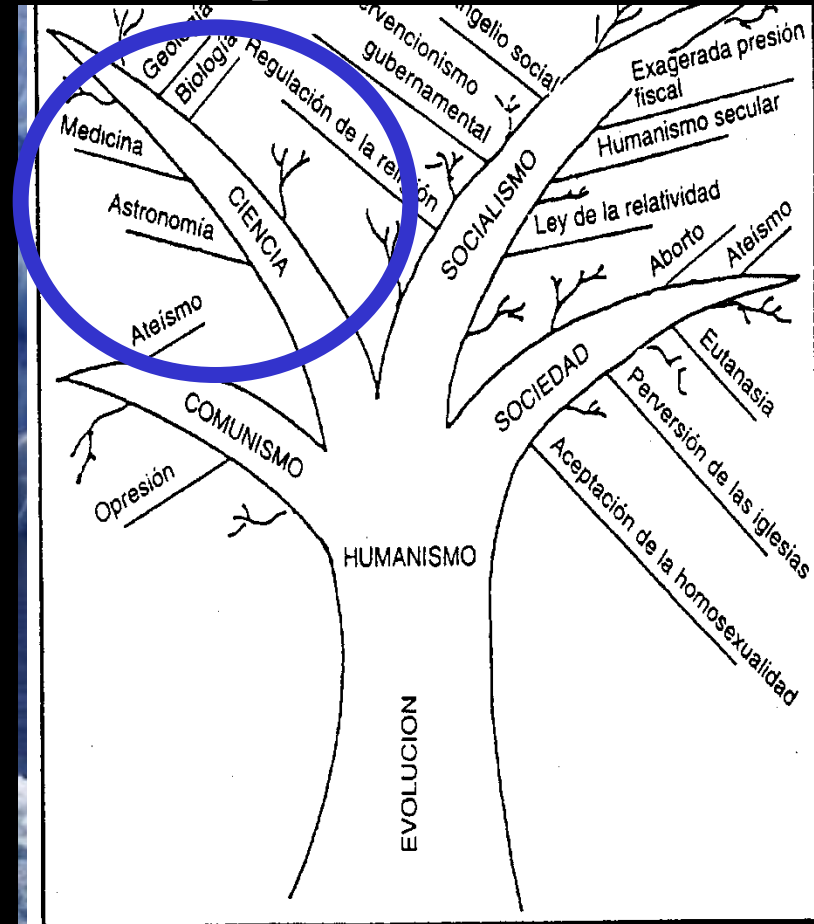 Geología
Biología
Medicina
Astronomía
CIENCIA
Regulación de la religión
gubernamental
social
SOCIALISMO
Exagerada presión
fiscal
Humanismo secular
Ley de la relatividad
Ateísmo
COMUNISMO
Opresión
SOCIEDAD
Aborto
Ateísmo
Eutanasia
Perversión de las iglesias
Aceptación de la homosexualidad
HUMANISMO
EVOLUCION